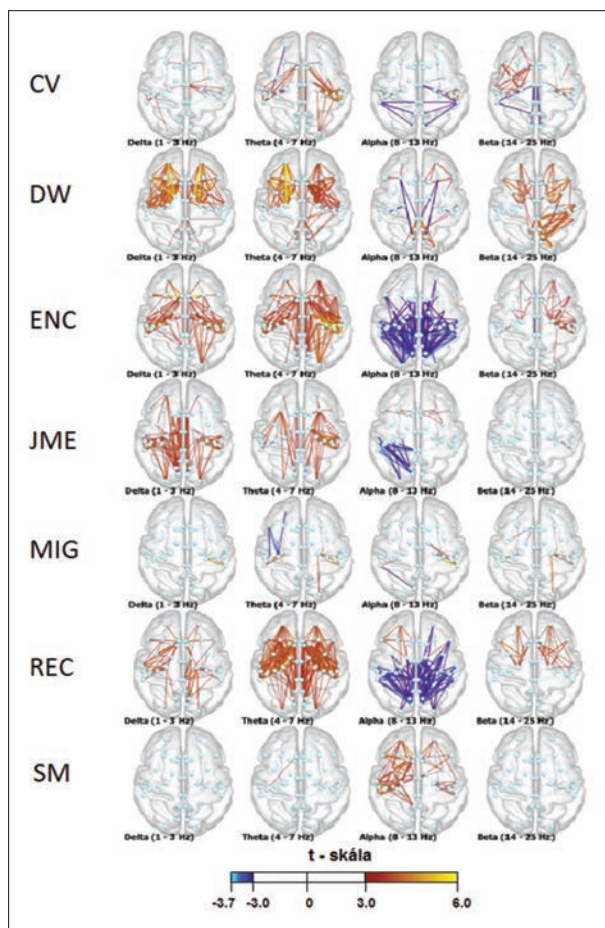 CV
Delta (1 - 3 Hz) Theta (4 - 7 Hz) Alpha (8 - 13 Hz) Beta (14 - 25 Hz)
DW
Delta (1 - 3 Hz) Theta (4 - 7 Hz) Alpha (8 - 13 Hz) Beta (14 - 25 Hz)
ENC
Delta (1 - 3 Hz) Theta (4 - 7 Hz) Alpha (8 - 13 Hz) Beta (14 - 25 Hz)
JME
Delta (1 - 3 Hz) Theta (4 - 7 Hz) Alpha (8 - 13 Hz) Beta (14 - 25 Hz)
MIG
Delta (1 - 3 Hz) Theta (4 - 7 Hz) Alpha (8 - 13 Hz) Beta (14 - 25 Hz)
REC
Delta (1 - 3 Hz) Theta (4 - 7 Hz) Alpha (8 - 13 Hz) Beta (14 - 25 Hz)
SM
Delta (1 - 3 Hz) Theta (4 - 7 Hz) Alpha (8 - 13 Hz) Beta (14 - 25 Hz)
t - skála
-3.7 -3.0 0 3.0 6.0